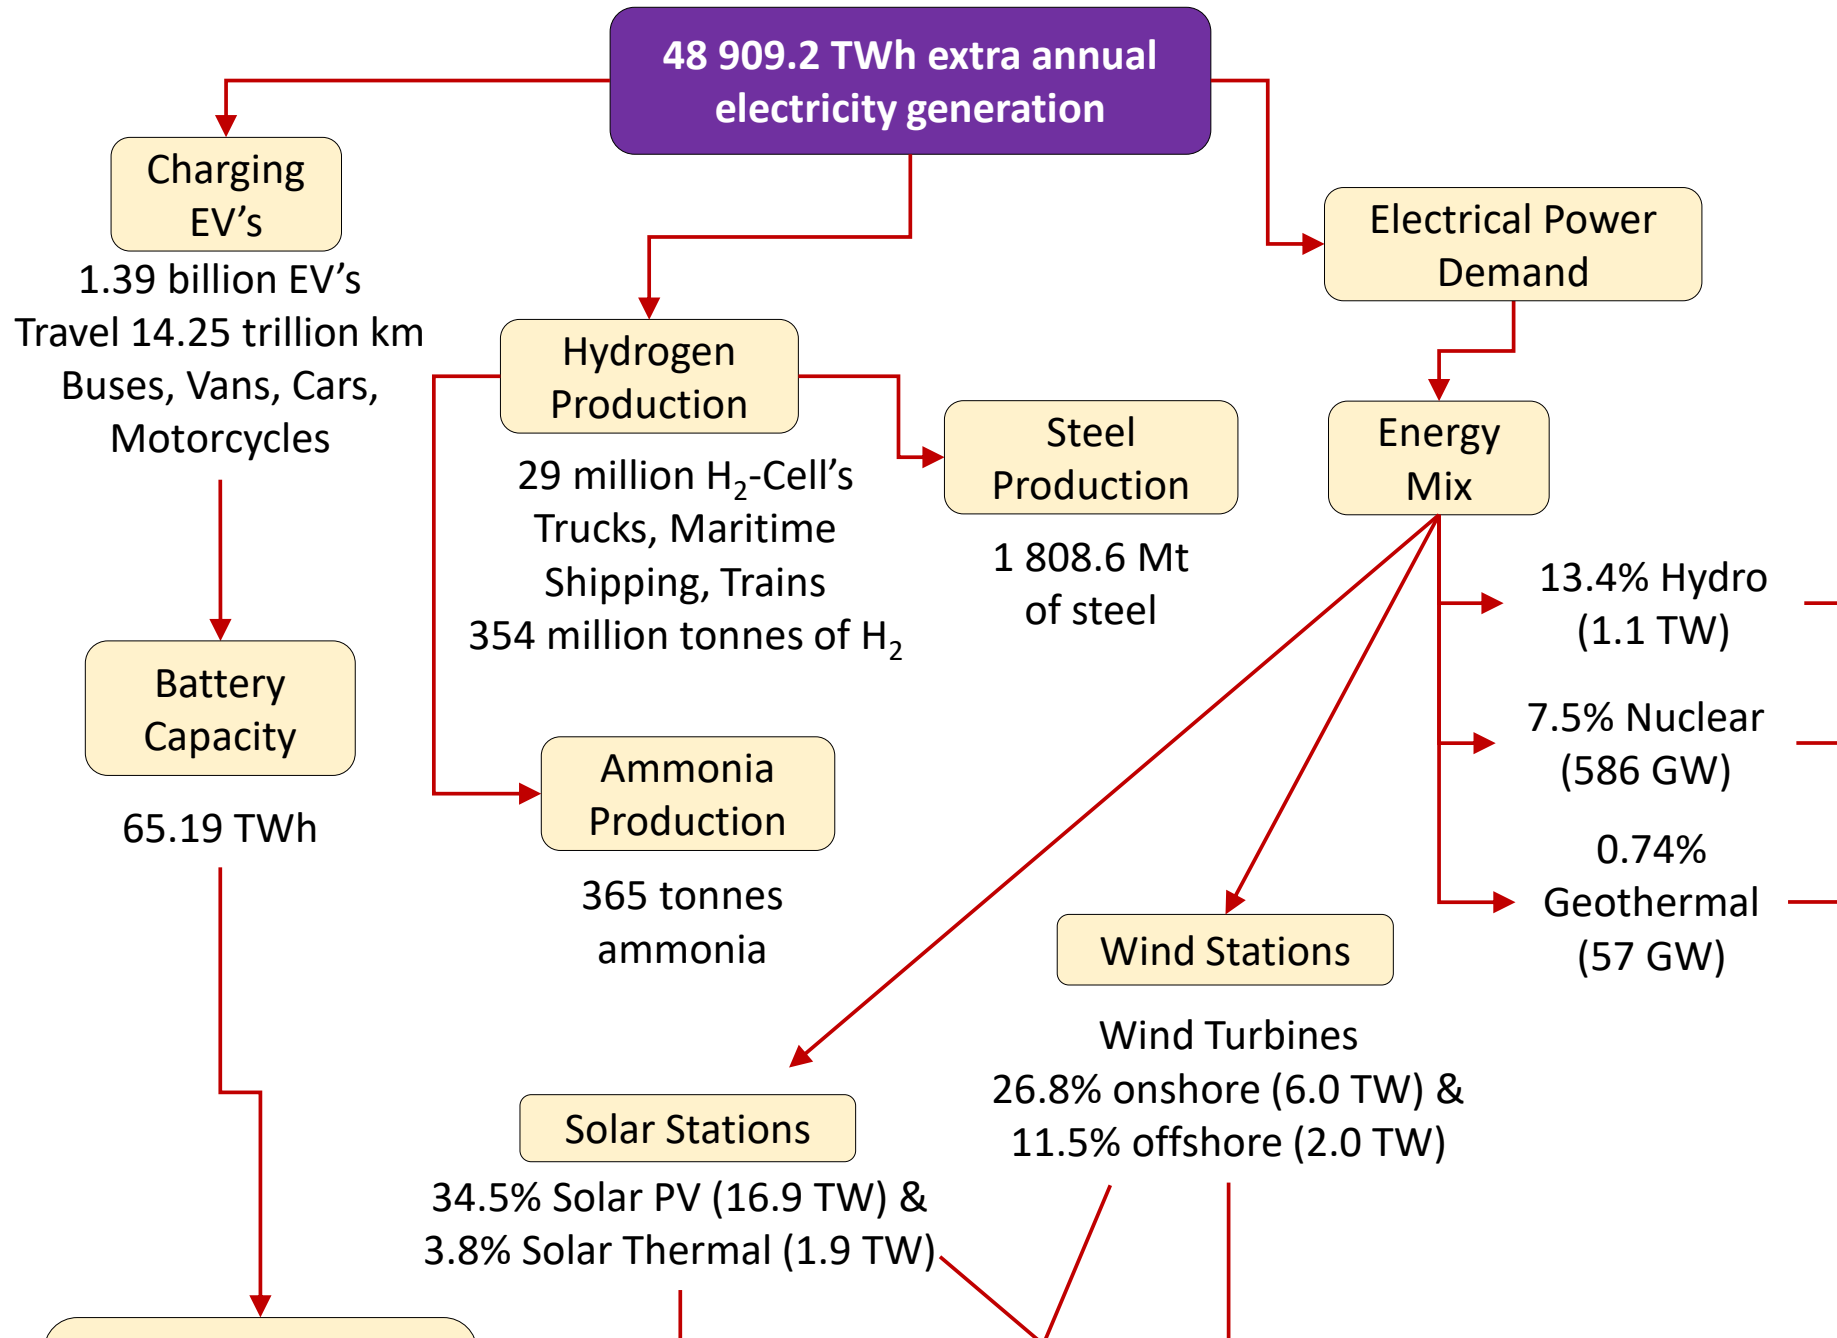 48 909.2 TWh extra annual
electricity generation
Charging
EV’s
1.39 billion EV’s
Travel 14.25 trillion km
Buses, Vans, Cars,
Motorcycles
Battery
Capacity
65.19 TWh
Hydrogen
Production
29 million H₂-Cell’s
Trucks, Maritime
Shipping, Trains
354 million tonnes of H₂
Steel
Production
1 808.6 Mt
of steel
Ammonia
Production
365 tonnes
ammonia
Electrical Power
Demand
Energy
Mix
13.4% Hydro
(1.1 TW)
7.5% Nuclear
(586 GW)
0.74%
Geothermal
(57 GW)
Wind Stations
Wind Turbines
26.8% onshore (6.0 TW) &
11.5% offshore (2.0 TW)
Solar Stations
34.5% Solar PV (16.9 TW) &
3.8% Solar Thermal (1.9 TW)